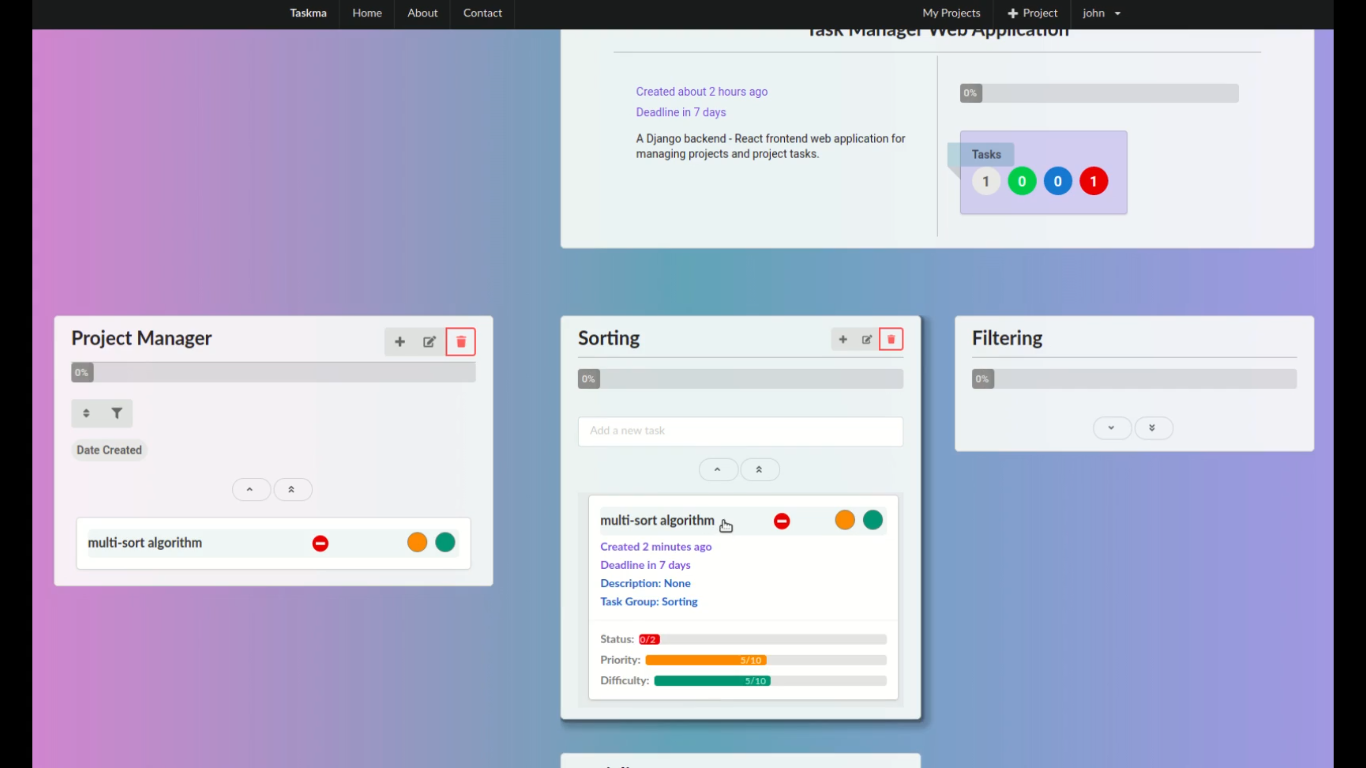 Taskma Home About Contact My Projects Project john
Task Manager Web Application
Created about 2 hours ago
Deadline in 7 days
A Django backend - React frontend web application for
managing projects and project tasks.
0%
Tasks
1 0 0 1
Project Manager
0%
Date Created
multi-sort algorithm
Sorting
0%
Add a new task
multi-sort algorithm
Created 2 minutes ago
Deadline in 7 days
Description: None
Task Group: Sorting
Status: 0/2
Priority: 5/10
Difficulty: 5/10
Filtering
0%